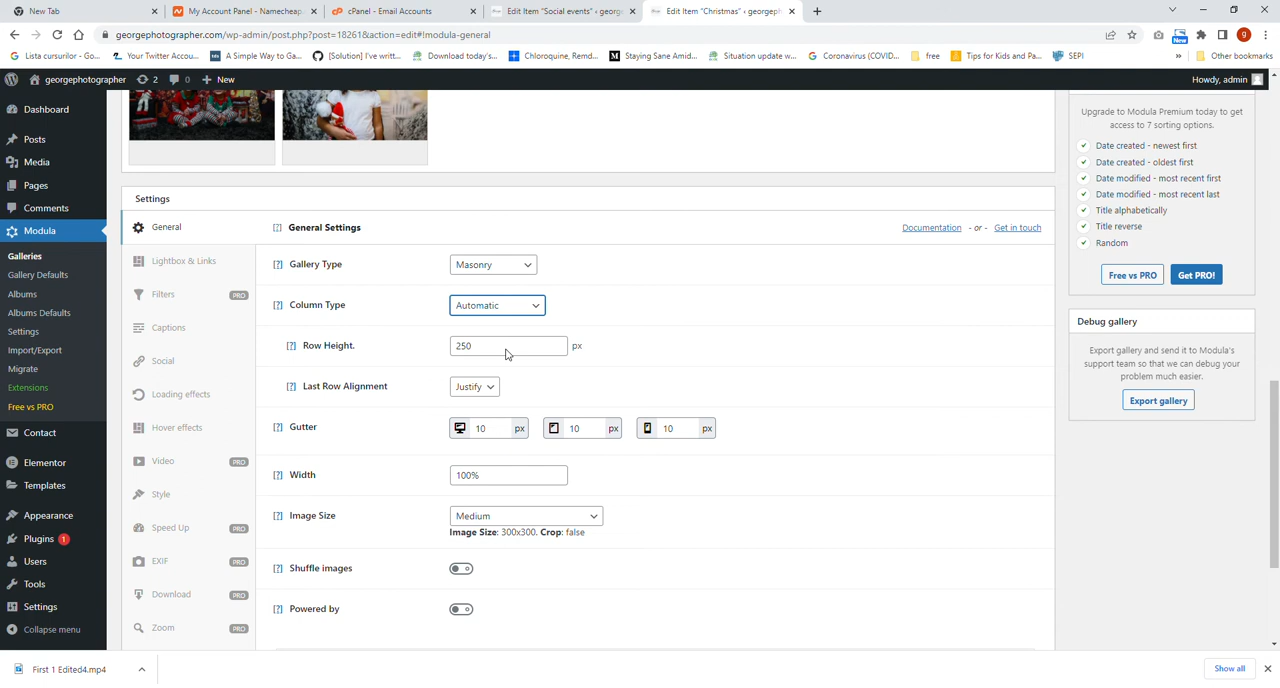 New Tab
My Account Panel - Namecheap.
cPanel - Email Accounts
Edit Item "Social events" ‹ george
Edit Item "Christmas" ‹ georgeph
georgephotographer.com/wp-admin/post.php?post=18261&action=edit#!modula-general
New
g
Lista cursurilor - Go...
Your Twitter Accou...
A Simple Way to Ga...
[Solution] I've writt...
Download today's...
Chloroquine, Remd...
Staying Sane Amid...
Situation update w...
Coronavirus (COVID...
free
Tips for Kids and Pa...
SEPI
»
Other bookmarks
georgephotographer
2
0
New
Howdy, admin
Dashboard
Posts
Media
Pages
Comments
Modula
Galleries
Gallery Defaults
Albums
Albums Defaults
Settings
Import/Export
Migrate
Extensions
Free vs PRO
Contact
Elementor
Templates
Appearance
Plugins 1
Users
Tools
Settings
Collapse menu
Settings
General
Lightbox & Links
Filters PRO
Captions
Social
Loading effects
Hover effects
Video PRO
Style
Speed Up PRO
EXIF PRO
Download PRO
Zoom PRO
[?] General Settings
Documentation - or - Get in touch
[?] Gallery Type Masonry
[?] Column Type Automatic
[?] Row Height. 250 px
[?] Last Row Alignment Justify
[?] Gutter 10 px 10 px 10 px
[?] Width 100%
[?] Image Size Medium
Image Size: 300x300. Crop: false
[?] Shuffle images
[?] Powered by
Upgrade to Modula Premium today to get
access to 7 sorting options.
Date created - newest first
Date created - oldest first
Date modified - most recent first
Date modified - most recent last
Title alphabetically
Title reverse
Random
Free vs PRO
Get PRO!
Debug gallery
Export gallery and send it to Modula's
support team so that we can debug your
problem much easier.
Export gallery
First 1 Edited4.mp4
Show all